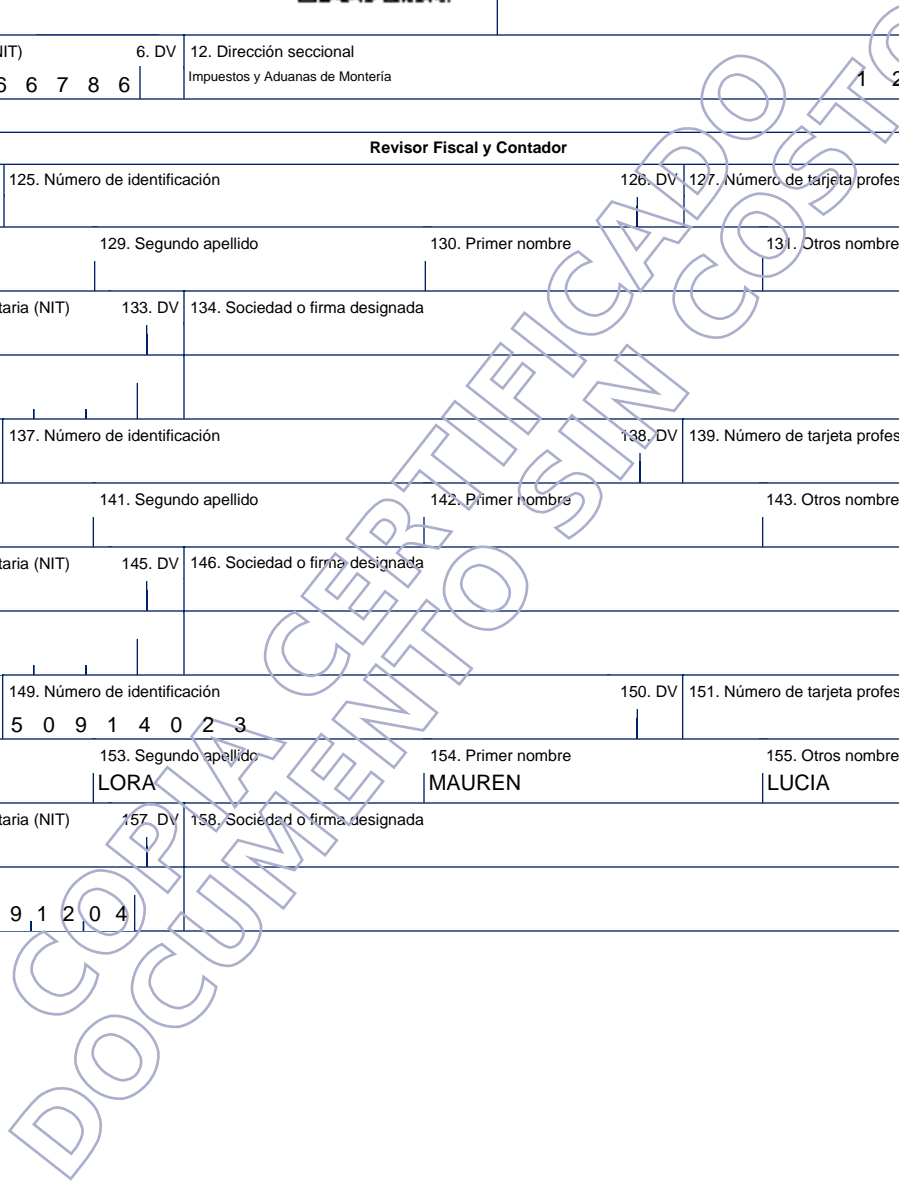 6. DV 12. Dirección seccional
6 7 8 6 Impuestos y Aduanas de Montería 1 2
Revisor Fiscal y Contador
125. Número de identificación 126. DV 127. Número de tarjeta profes
129. Segundo apellido 130. Primer nombre 131. Otros nombre
taria (NIT) 133. DV 134. Sociedad o firma designada
137. Número de identificación 138. DV 139. Número de tarjeta profes
141. Segundo apellido 142. Primer nombre 143. Otros nombre
taria (NIT) 145. DV 146. Sociedad o firma designada
149. Número de identificación 150. DV 151. Número de tarjeta profes
5 0 9 1 4 0 2 3
153. Segundo apellido 154. Primer nombre 155. Otros nombre
LORA MAUREN LUCIA
taria (NIT) 157. DV 158. Sociedad o firma designada
9 1 2 0 4
COPIA CERTIFICADO
DOCUMENTO SIN COSTO